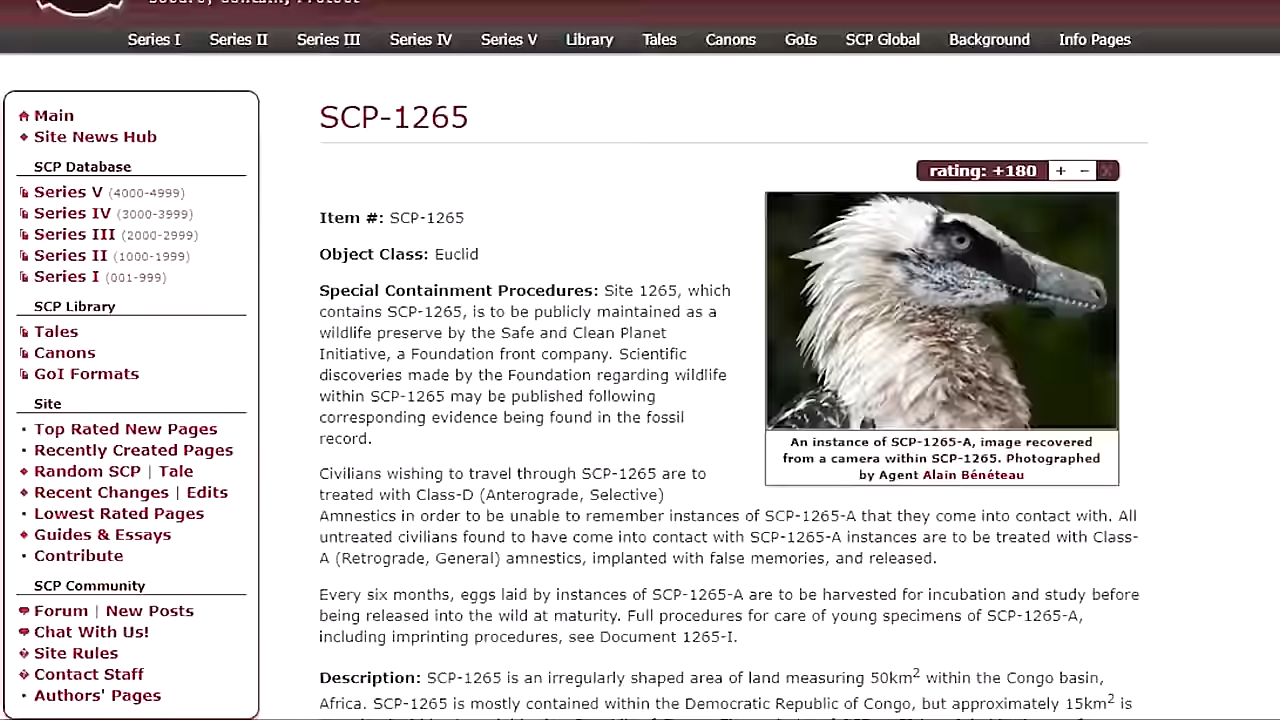 Secure, Contain, Protect
Series I Series II Series III Series IV Series V Library Tales Canons GoIs SCP Global Background Info Pages
Main
Site News Hub
SCP Database
Series V (4000-4999)
Series IV (3000-3999)
Series III (2000-2999)
Series II (1000-1999)
Series I (001-999)
SCP Library
Tales
Canons
GoI Formats
Site
Top Rated New Pages
Recently Created Pages
Random SCP | Tale
Recent Changes | Edits
Lowest Rated Pages
Guides & Essays
Contribute
SCP Community
Forum | New Posts
Chat With Us!
Site Rules
Contact Staff
Authors' Pages
SCP-1265
rating: +180 + − X
Item #: SCP-1265
Object Class: Euclid
Special Containment Procedures: Site 1265, which
contains SCP-1265, is to be publicly maintained as a
wildlife preserve by the Safe and Clean Planet
Initiative, a Foundation front company. Scientific
discoveries made by the Foundation regarding wildlife
within SCP-1265 may be published following
corresponding evidence being found in the fossil
record.
An instance of SCP-1265-A, image recovered
from a camera within SCP-1265. Photographed
by Agent Alain Bénéteau
Civilians wishing to travel through SCP-1265 are to
treated with Class-D (Anterograde, Selective)
Amnestics in order to be unable to remember instances of SCP-1265-A that they come into contact with. All
untreated civilians found to have come into contact with SCP-1265-A instances are to be treated with Class-
A (Retrograde, General) amnestics, implanted with false memories, and released.
Every six months, eggs laid by instances of SCP-1265-A are to be harvested for incubation and study before
being released into the wild at maturity. Full procedures for care of young specimens of SCP-1265-A,
including imprinting procedures, see Document 1265-I.
Description: SCP-1265 is an irregularly shaped area of land measuring 50km2 within the Congo basin,
Africa. SCP-1265 is mostly contained within the Democratic Republic of Congo, but approximately 15km2 is